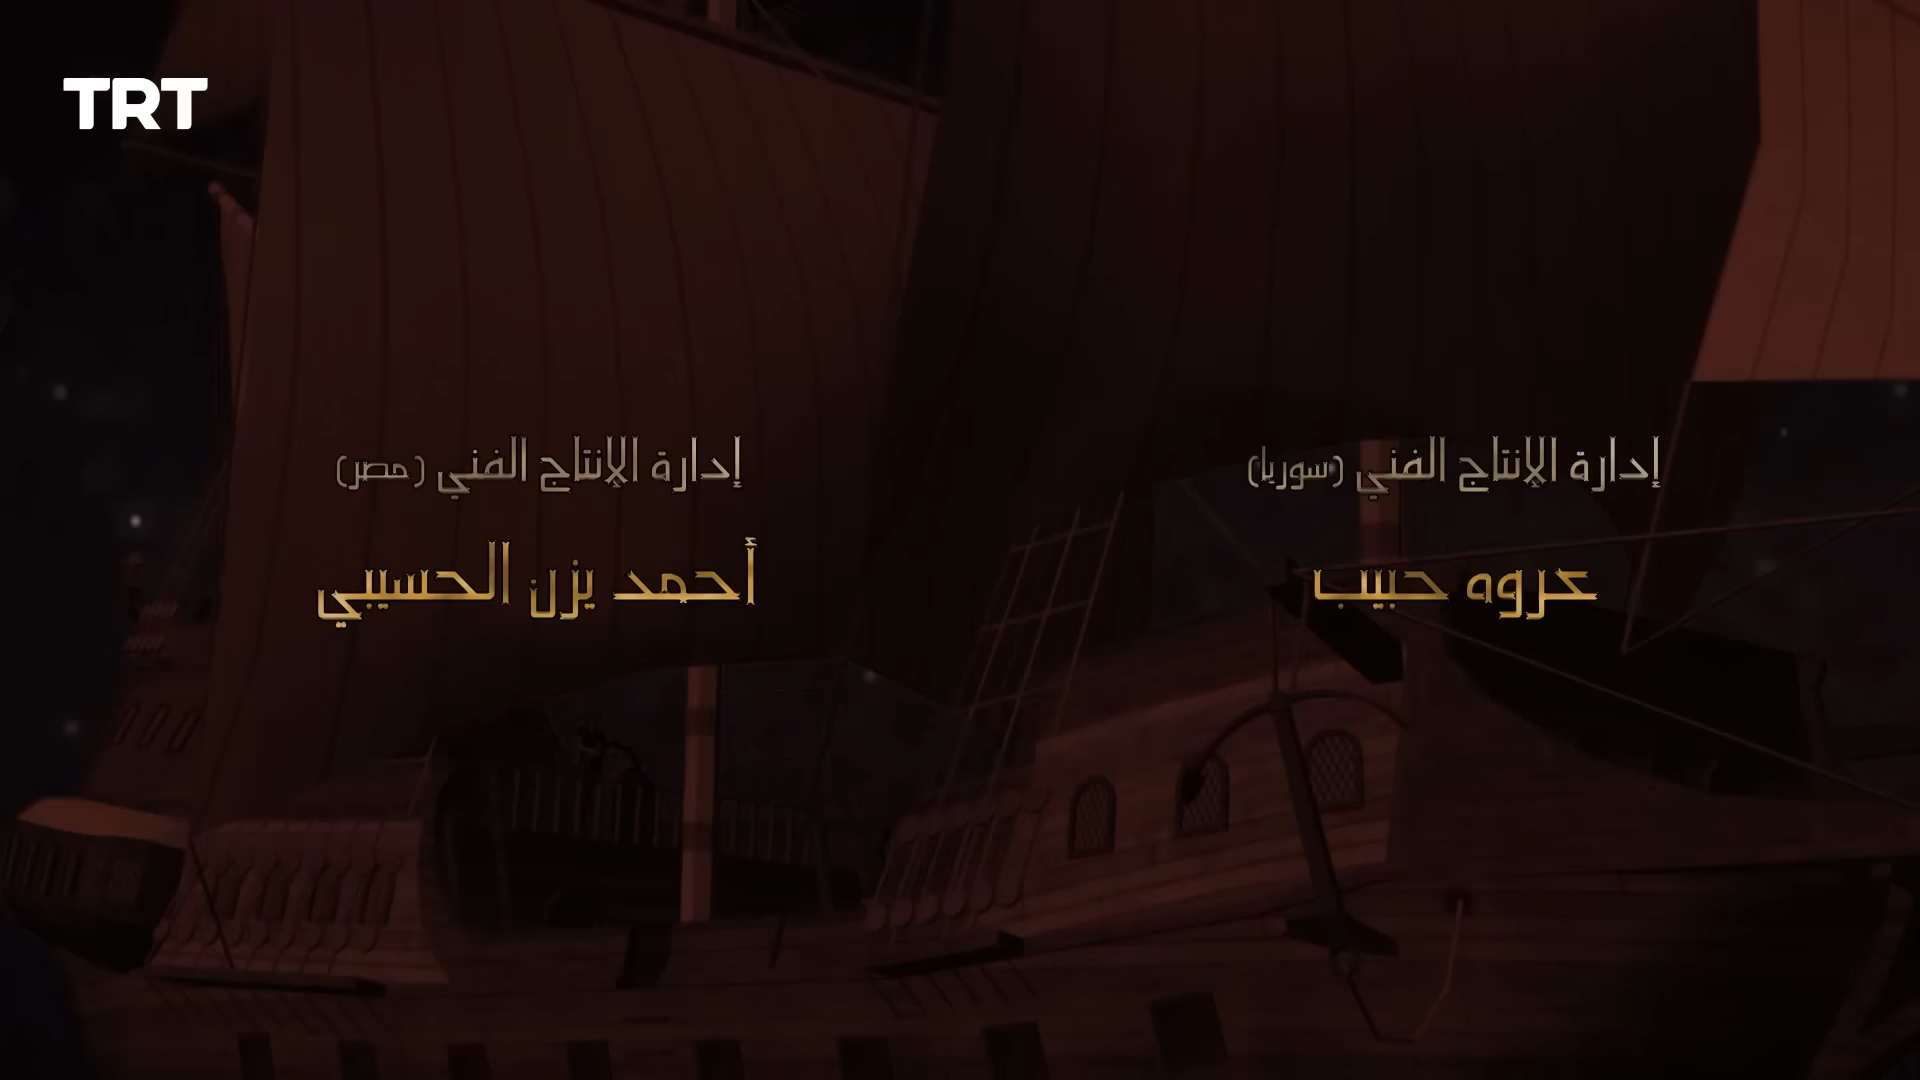 TRT
إدارة الإنتاج الفني (سوريا)
عروه حبيب
إدارة الإنتاج الفني (مصر)
أحمد يزن الحسيبي